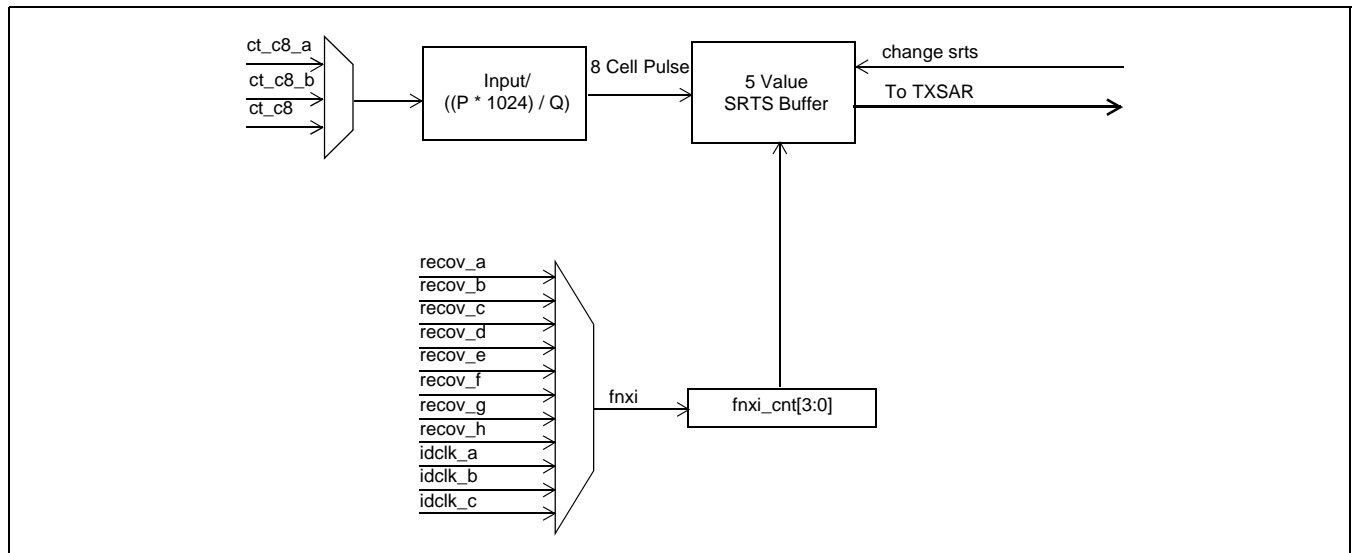 ct_c8_a
ct_c8_b
ct_c8
Input/
((P * 1024) / Q)
8 Cell Pulse
5 Value
SRTS Buffer
change srts
To TXSAR
recov_a
recov_b
recov_c
recov_d
recov_e
recov_f
recov_g
recov_h
idclk_a
idclk_b
idclk_c
fnxi
fnxi_cnt[3:0]